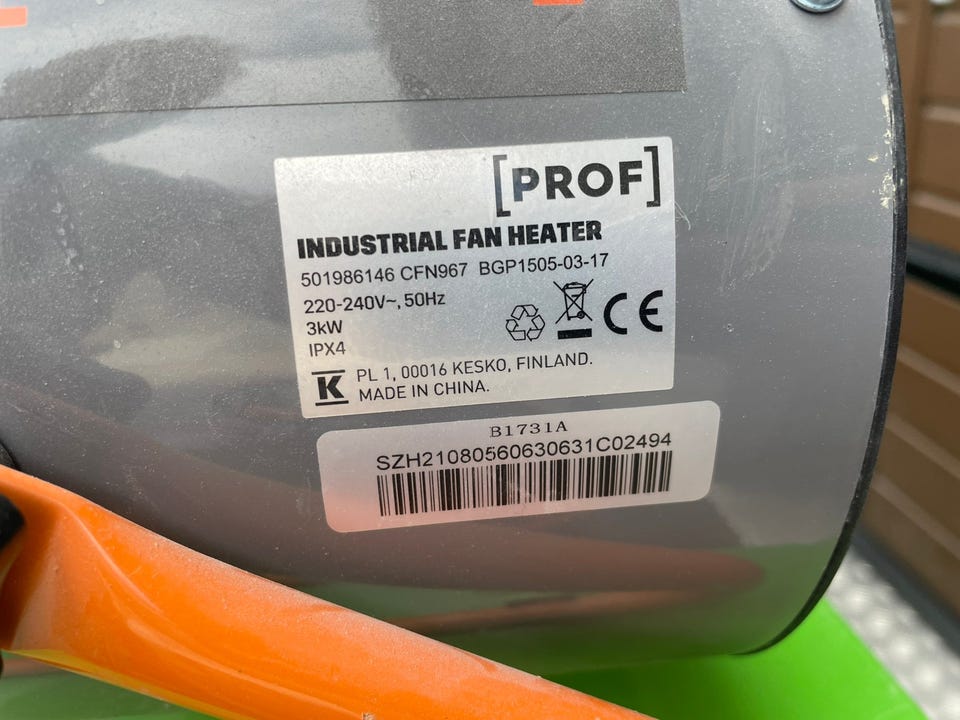 [PROF]
INDUSTRIAL FAN HEATER
501986146 CFN967 BGP1505-03-17
220-240V~, 50Hz
3kW
IPX4
CE
K
PL 1, 00016 KESKO, FINLAND.
MADE IN CHINA.
B1731A
SZH21080560630631C02494